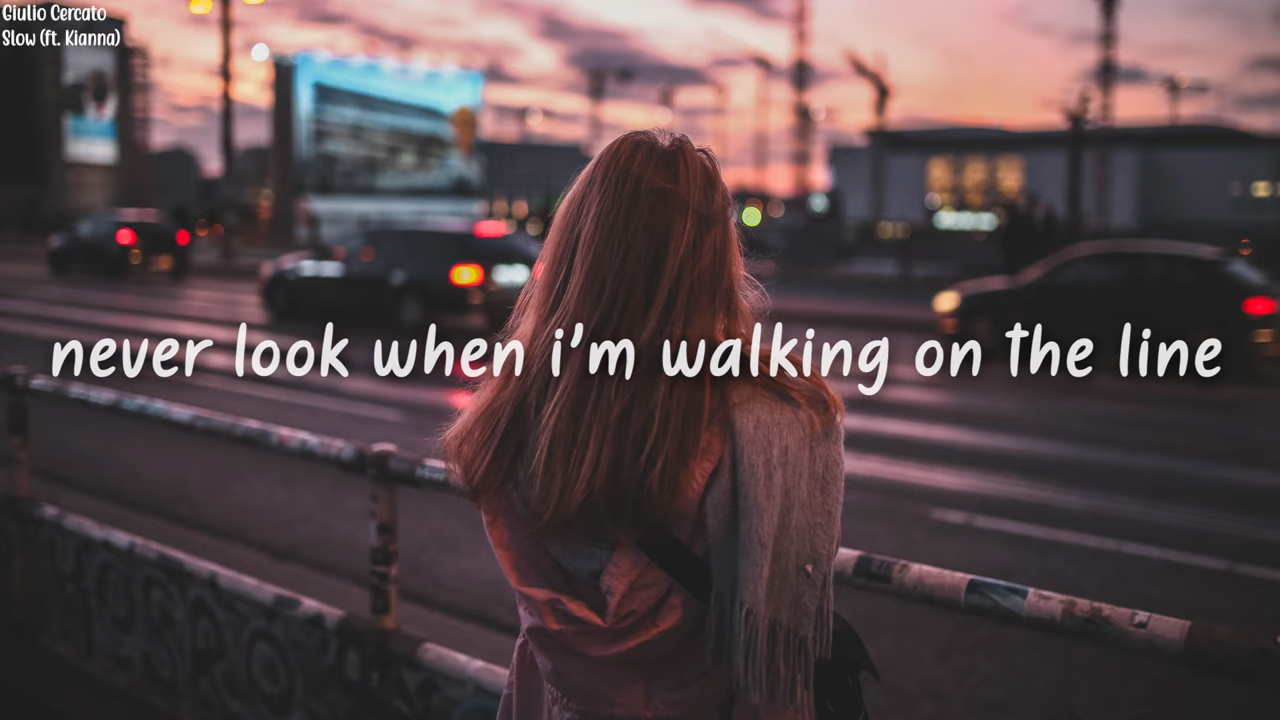 Giulio Cercato
Slow (ft. Kianna)
never look when i'm walking on the line